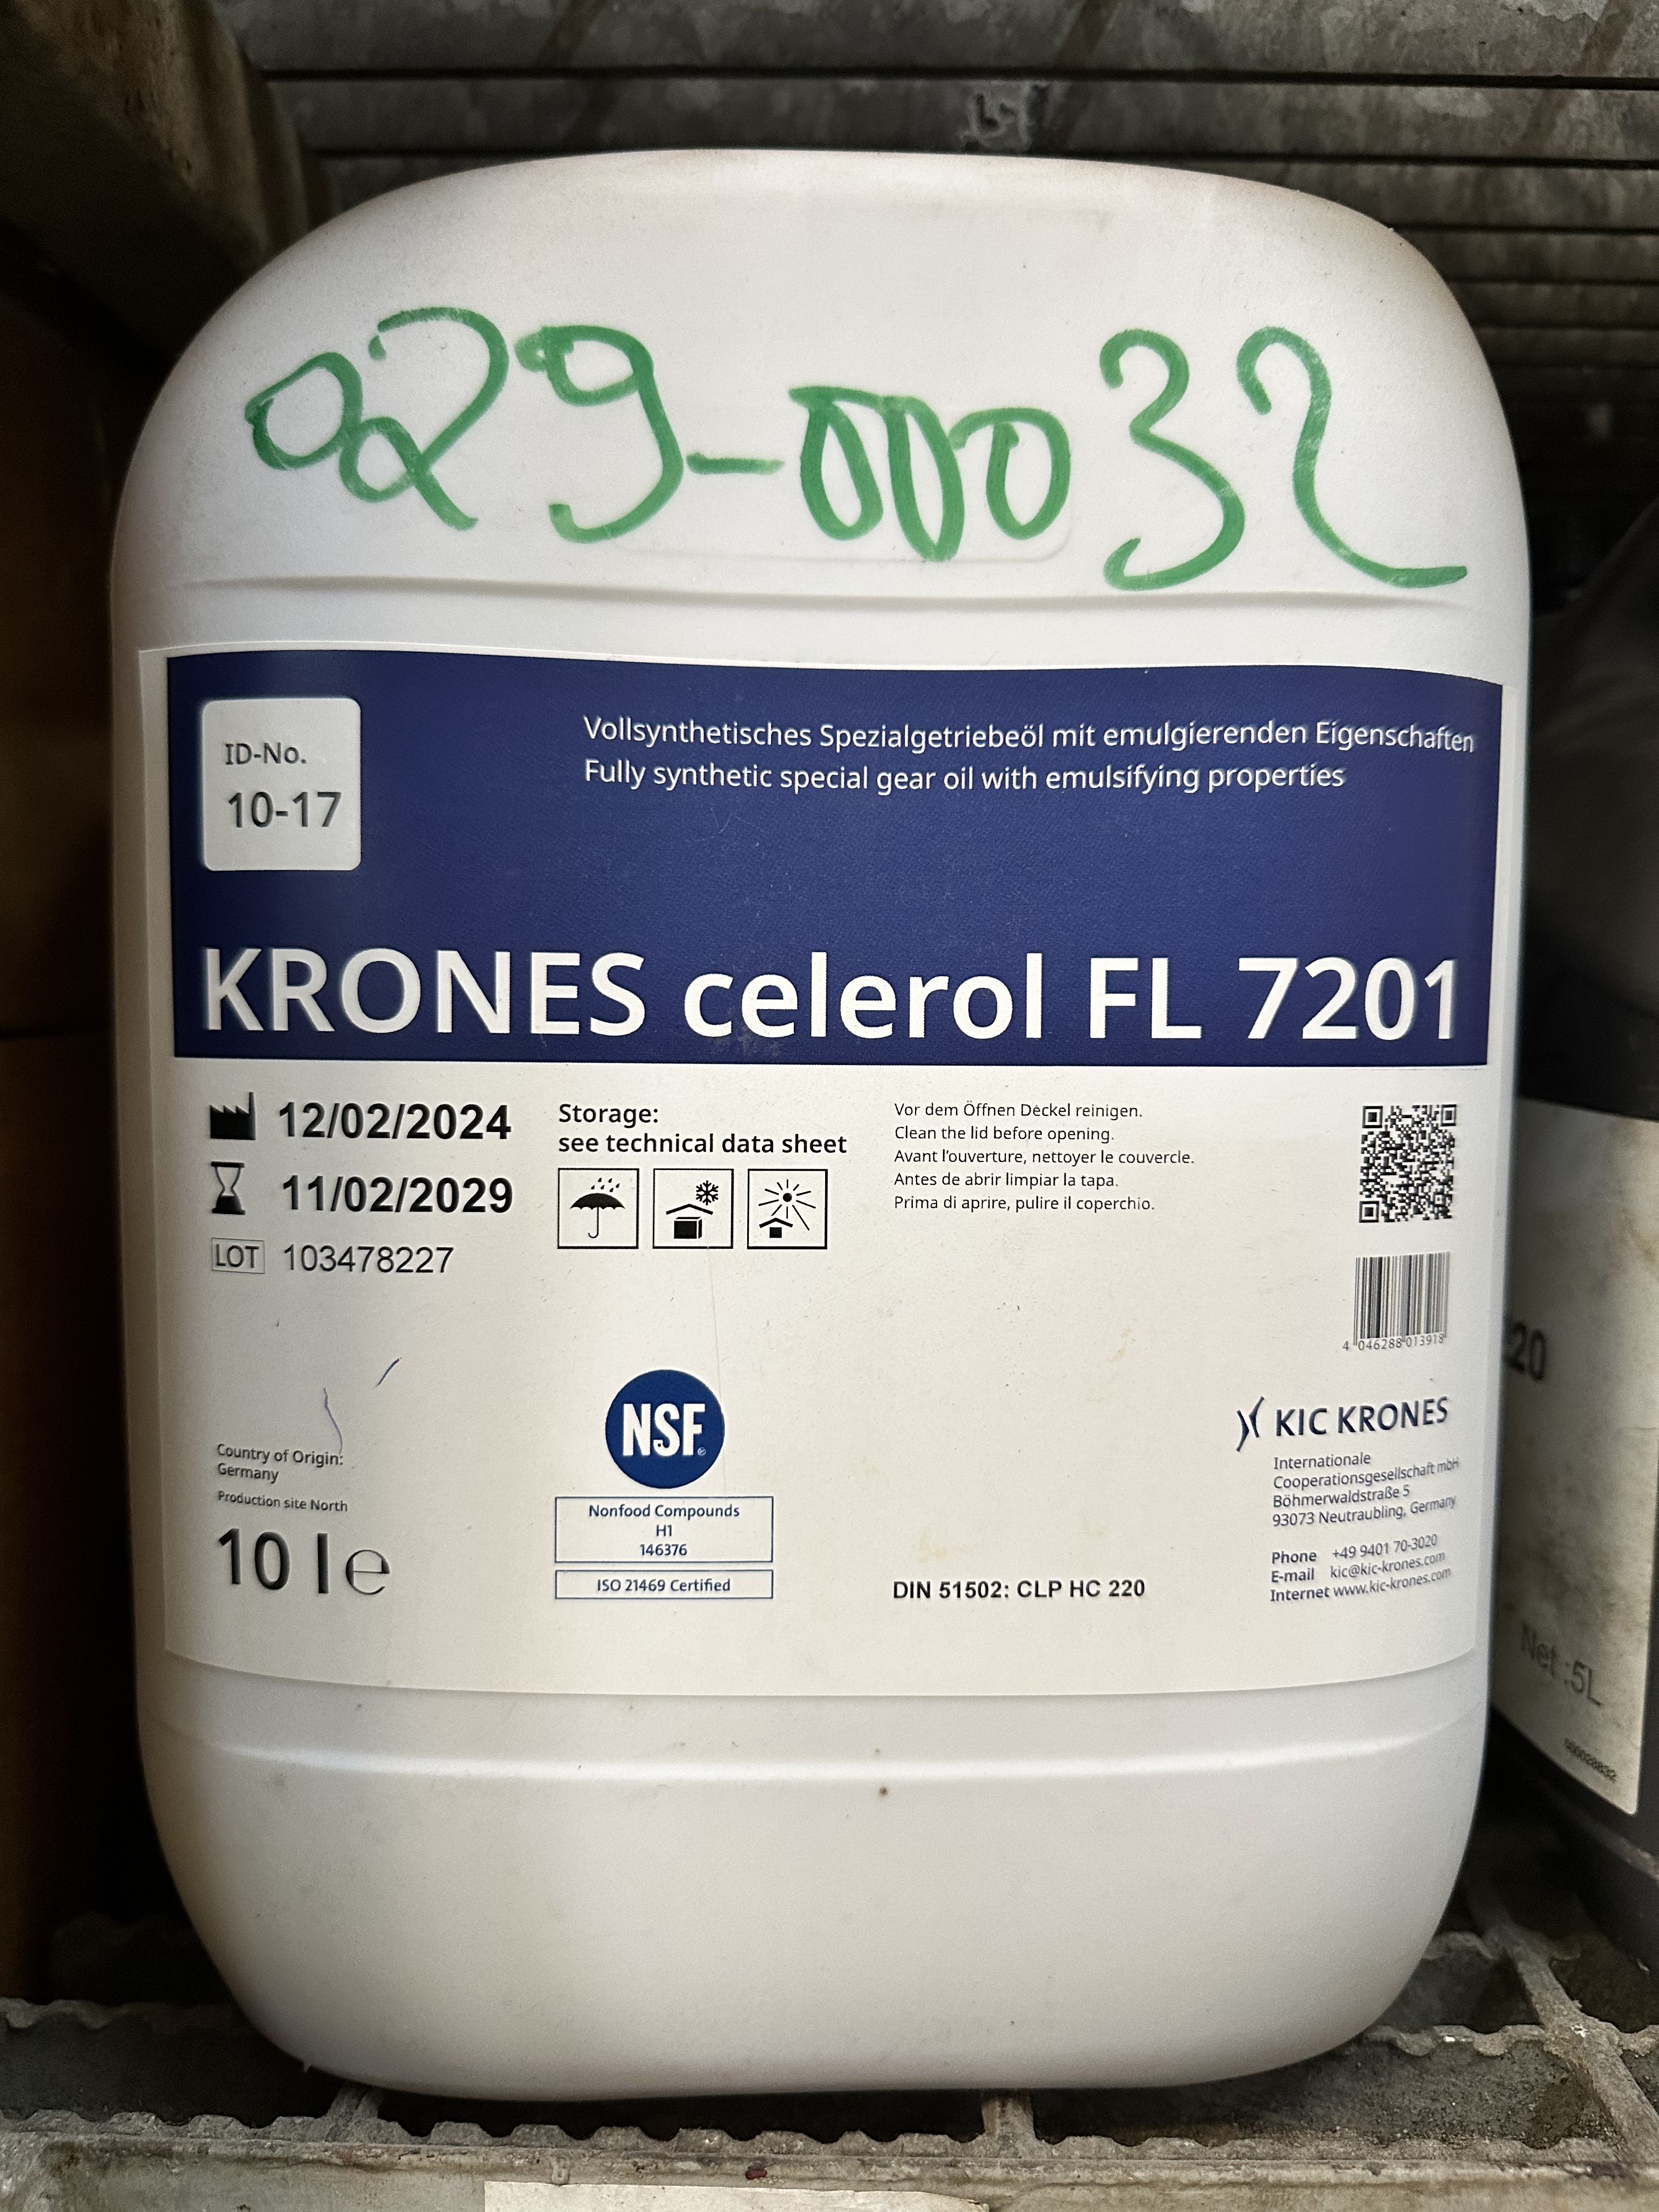 029-00032
ID-No.
10-17
Vollsynthetisches Spezialgetriebeöl mit emulgierenden Eigenschaften
Fully synthetic special gear oil with emulsifying properties
KRONES celerol FL 7201
12/02/2024
11/02/2029
LOT 103478227
Storage:
see technical data sheet
Vor dem Öffnen Deckel reinigen.
Clean the lid before opening.
Avant l'ouverture, nettoyer le couvercle.
Antes de abrir limpiar la tapa.
Prima di aprire, pulire il coperchio.
4 046288 013918
Country of Origin:
Germany
Production site North
10 l e
NSF
Nonfood Compounds
H1
146376
ISO 21469 Certified
DIN 51502: CLP HC 220
KIC KRONES
Internationale
Cooperationsgesellschaft mbH
Böhmerwaldstraße 5
93073 Neutraubling, Germany
Phone +49 9401 70-3020
E-mail kic@kic-krones.com
Internet www.kic-krones.com
20
Net :5L